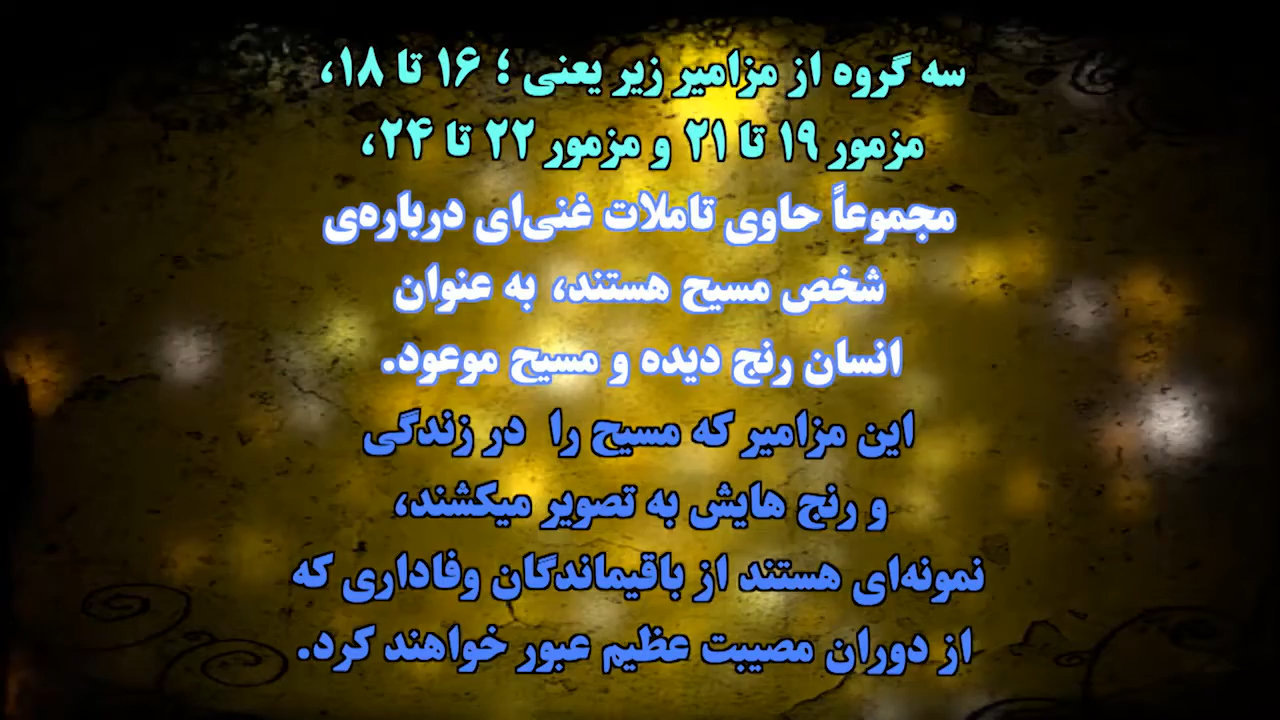 سه گروه از مزامیر زیر یعنی ؛ ۱۶ تا ۱۸،
مزمور ۱۹ تا ۲۱ و مزمور ۲۲ تا ۲۴،
مجموعاً حاوی تاملات غنی‌ای درباره‌ی
شخص مسیح هستند، به عنوان
انسان رنج دیده و مسیح موعود.
این مزامیر که مسیح را در زندگی
و رنج هایش به تصویر میکشند،
نمونه‌ای هستند از باقیماندگان وفاداری که
از دوران مصیبت عظیم عبور خواهند کرد.